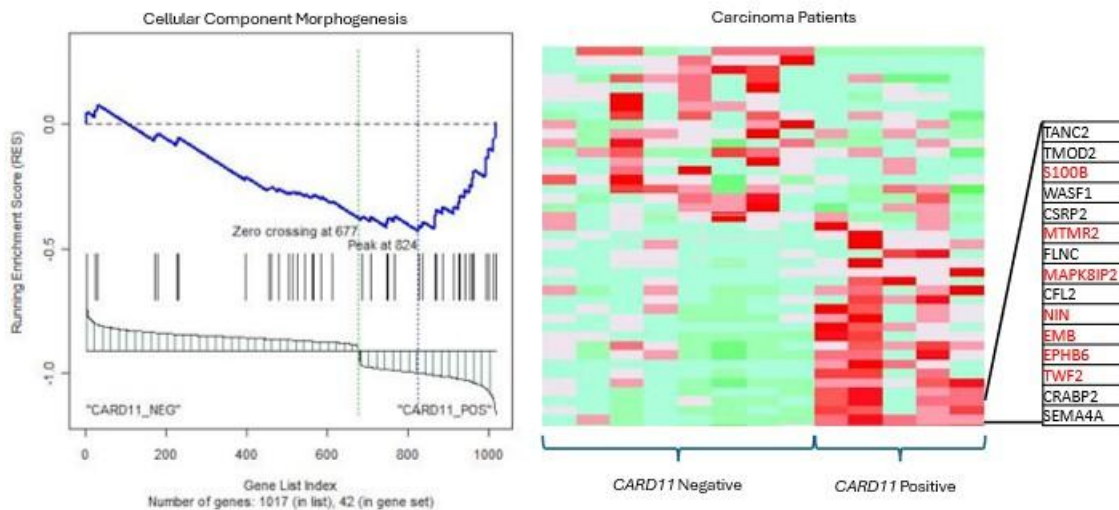 Cellular Component Morphogenesis
Running Enrichment Score (RES)
0.0
-0.5
-1.0
Zero crossing at 677
Peak at 824
"CARD11_NEG"
"CARD11_POS"
0
200
400
600
800
1000
Gene List Index
Number of genes: 1017 (in list), 42 (in gene set)
Carcinoma Patients
CARD11 Negative
CARD11 Positive
TANC2
TMOD2
S100B
WASF1
CSRP2
MTMR2
FLNC
MAPK8IP2
CFL2
NIN
EMB
EPHB6
TWF2
CRABP2
SEMA4A